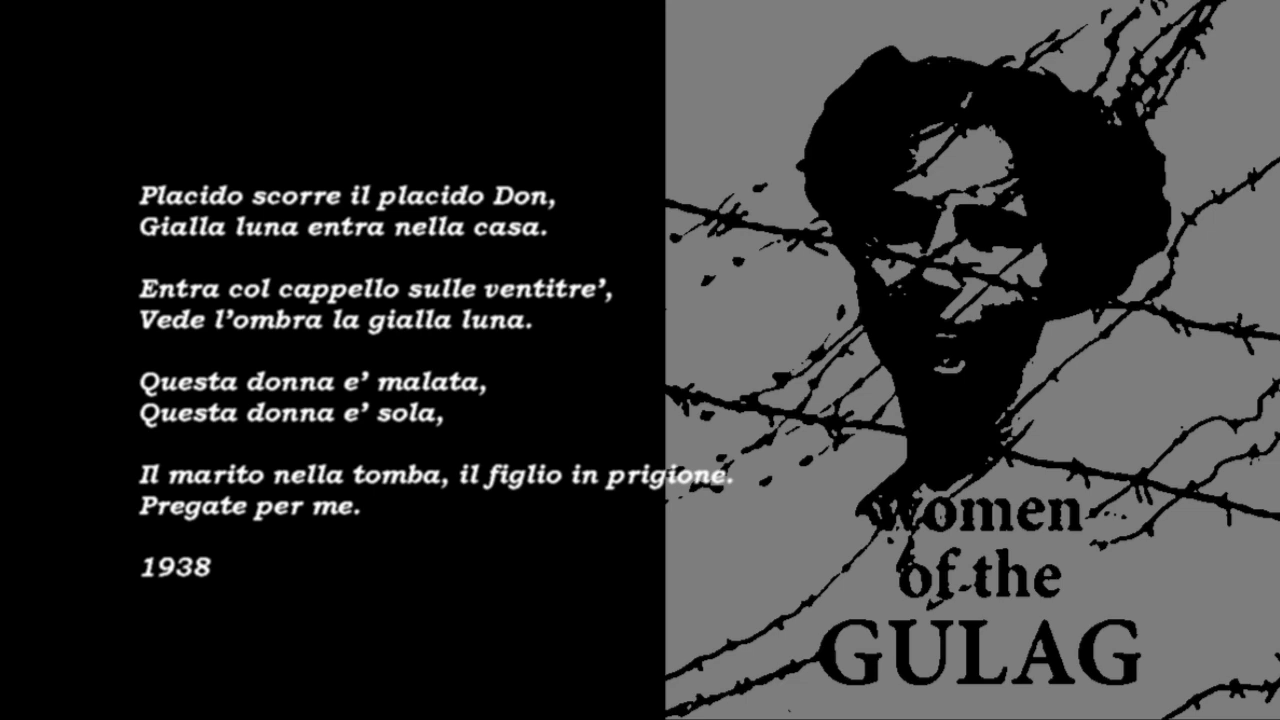 Placido scorre il placido Don,
Gialla luna entra nella casa.
Entra col cappello sulle ventitre’,
Vede l’ombra la gialla luna.
Questa donna e’ malata,
Questa donna e’ sola,
Il marito nella tomba, il figlio in prigione.
Pregate per me.
1938
women
of the
GULAG